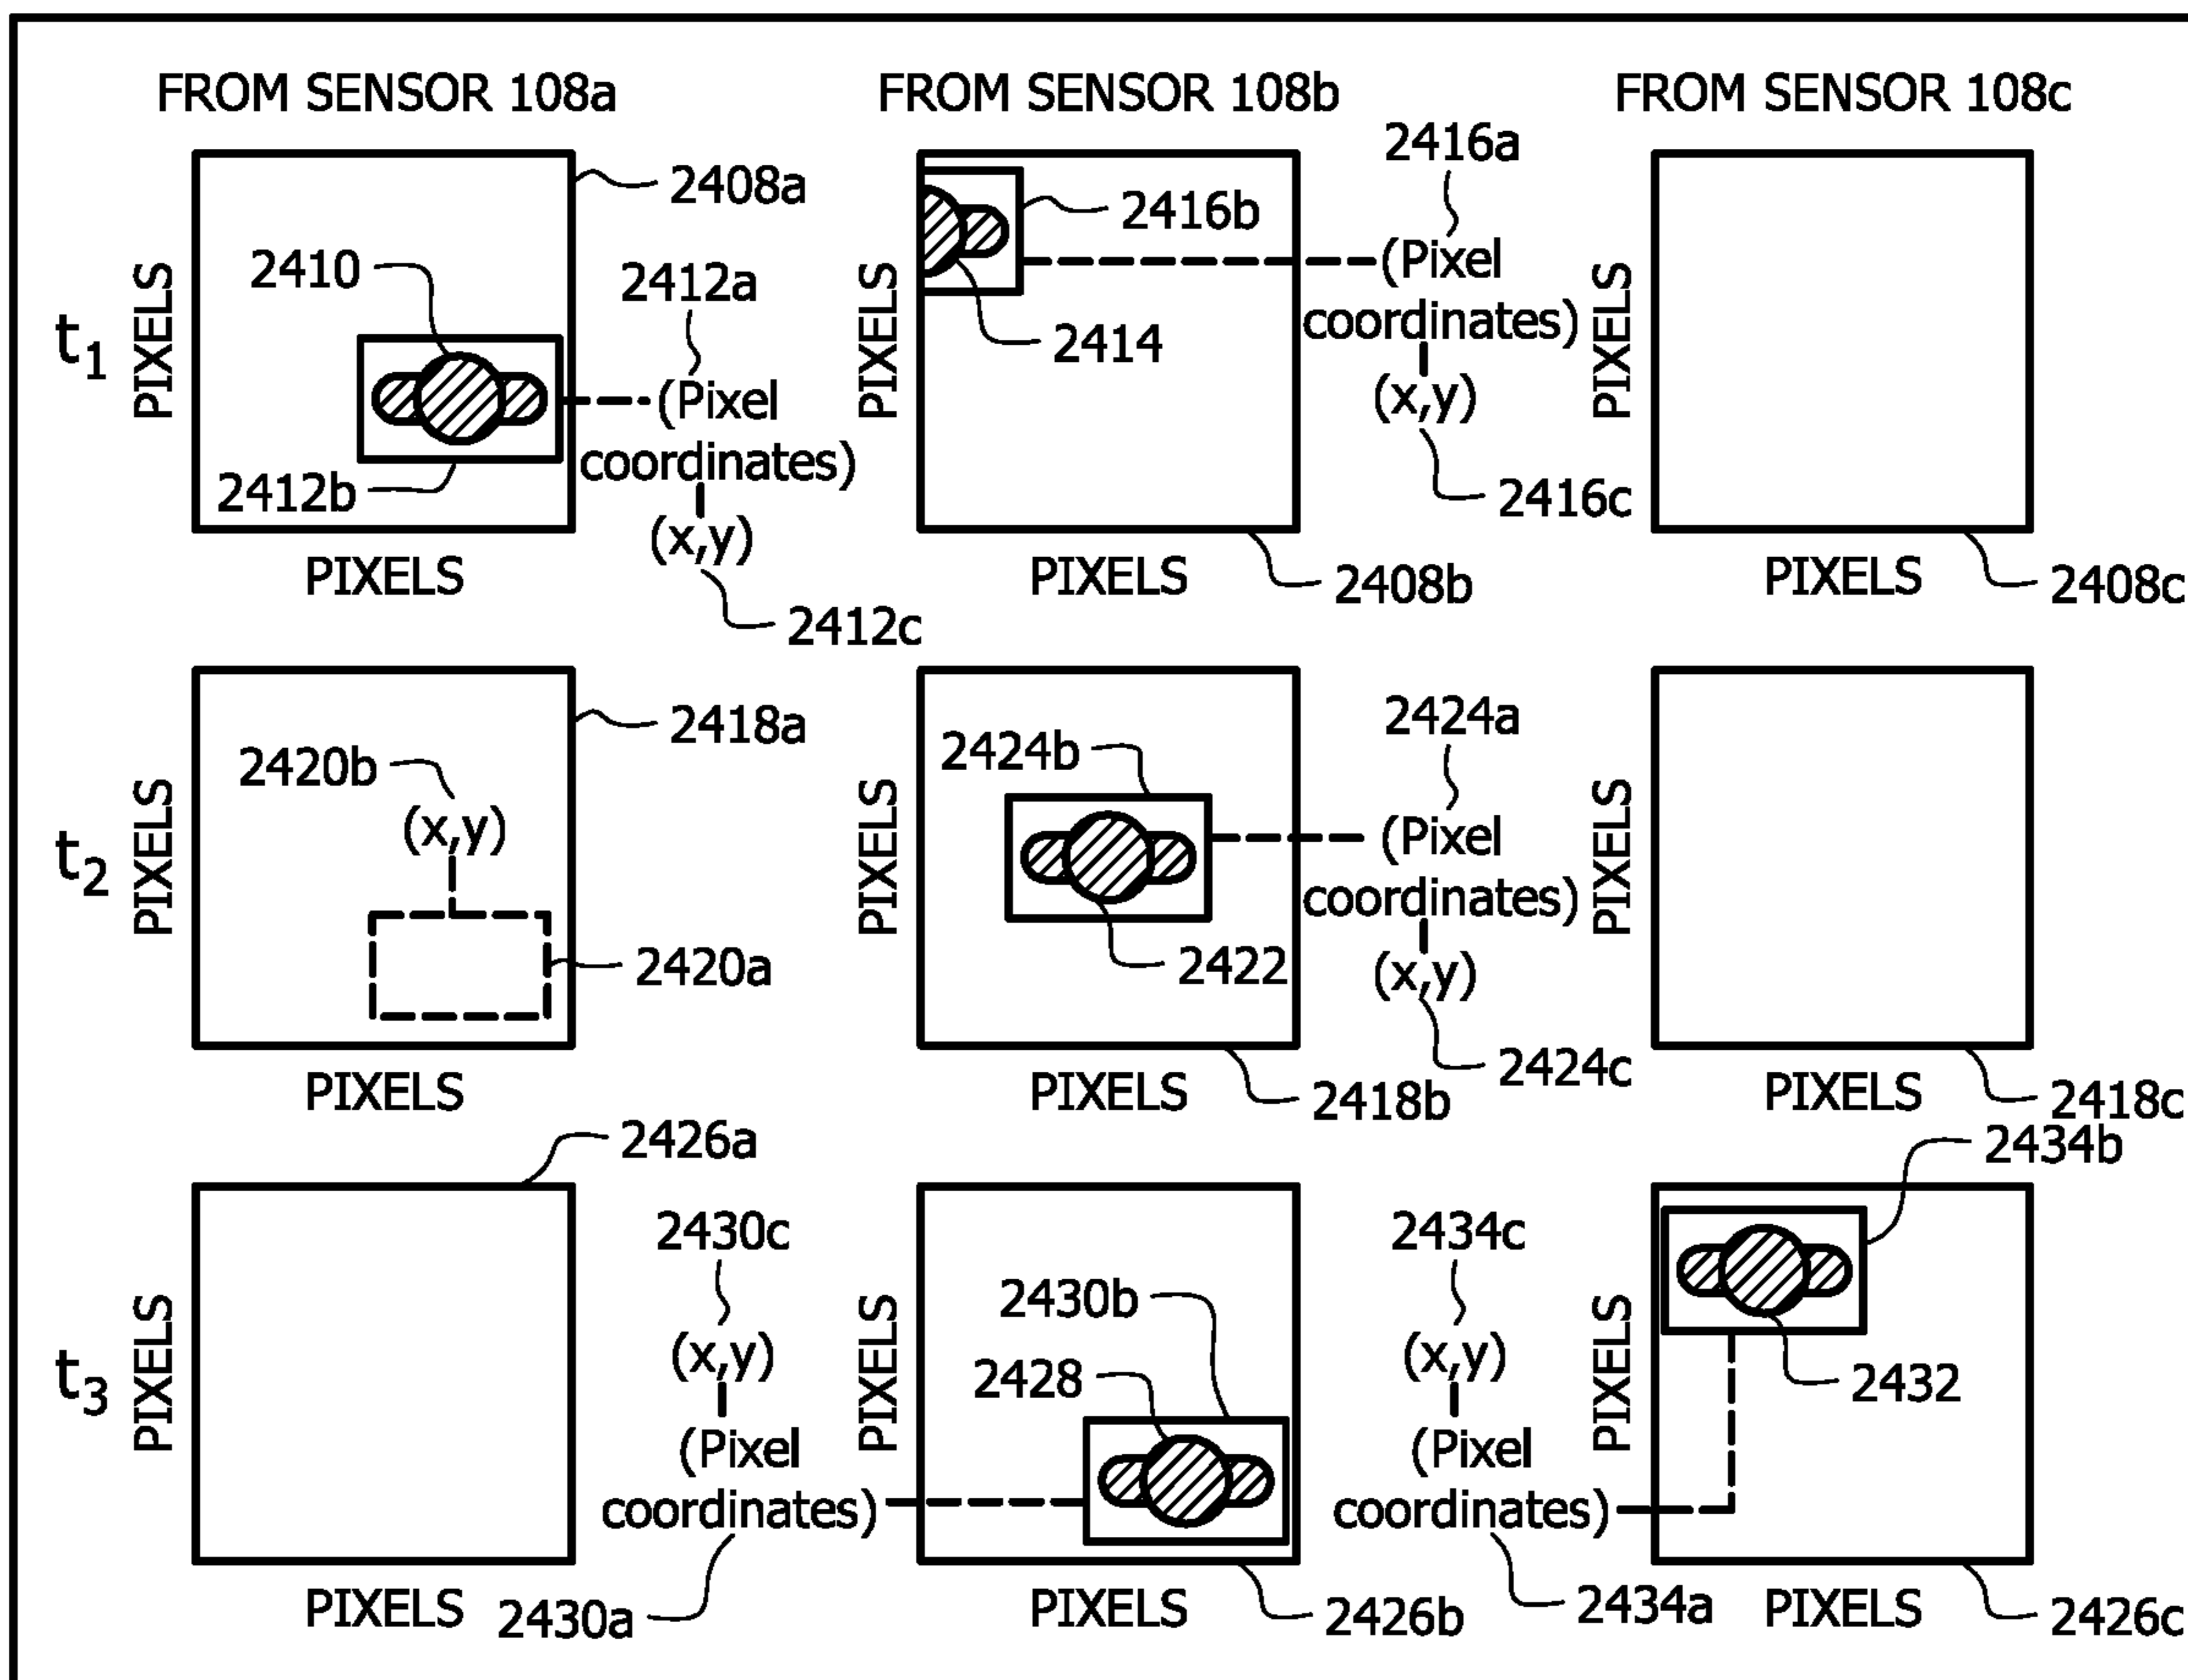 FROM SENSOR 108a
FROM SENSOR 108b
FROM SENSOR 108c
t1
PIXELS
2408a
2410
2412a
(Pixel
coordinates)
(x,y)
2412b
2412c
PIXELS
PIXELS
2416a
2416b
(Pixel
coordinates)
(x,y)
2414
2416c
PIXELS
2408b
PIXELS
PIXELS
2408c
t2
PIXELS
2418a
2420b
(x,y)
2420a
PIXELS
PIXELS
2424a
2424b
(Pixel
coordinates)
(x,y)
2422
2424c
PIXELS
2418b
PIXELS
PIXELS
2418c
t3
PIXELS
2426a
PIXELS
2430c
(x,y)
(Pixel
coordinates)
2430a
PIXELS
2430b
2428
PIXELS
2426b
2434c
(x,y)
(Pixel
coordinates)
2434a
PIXELS
2434b
2432
PIXELS
2426c